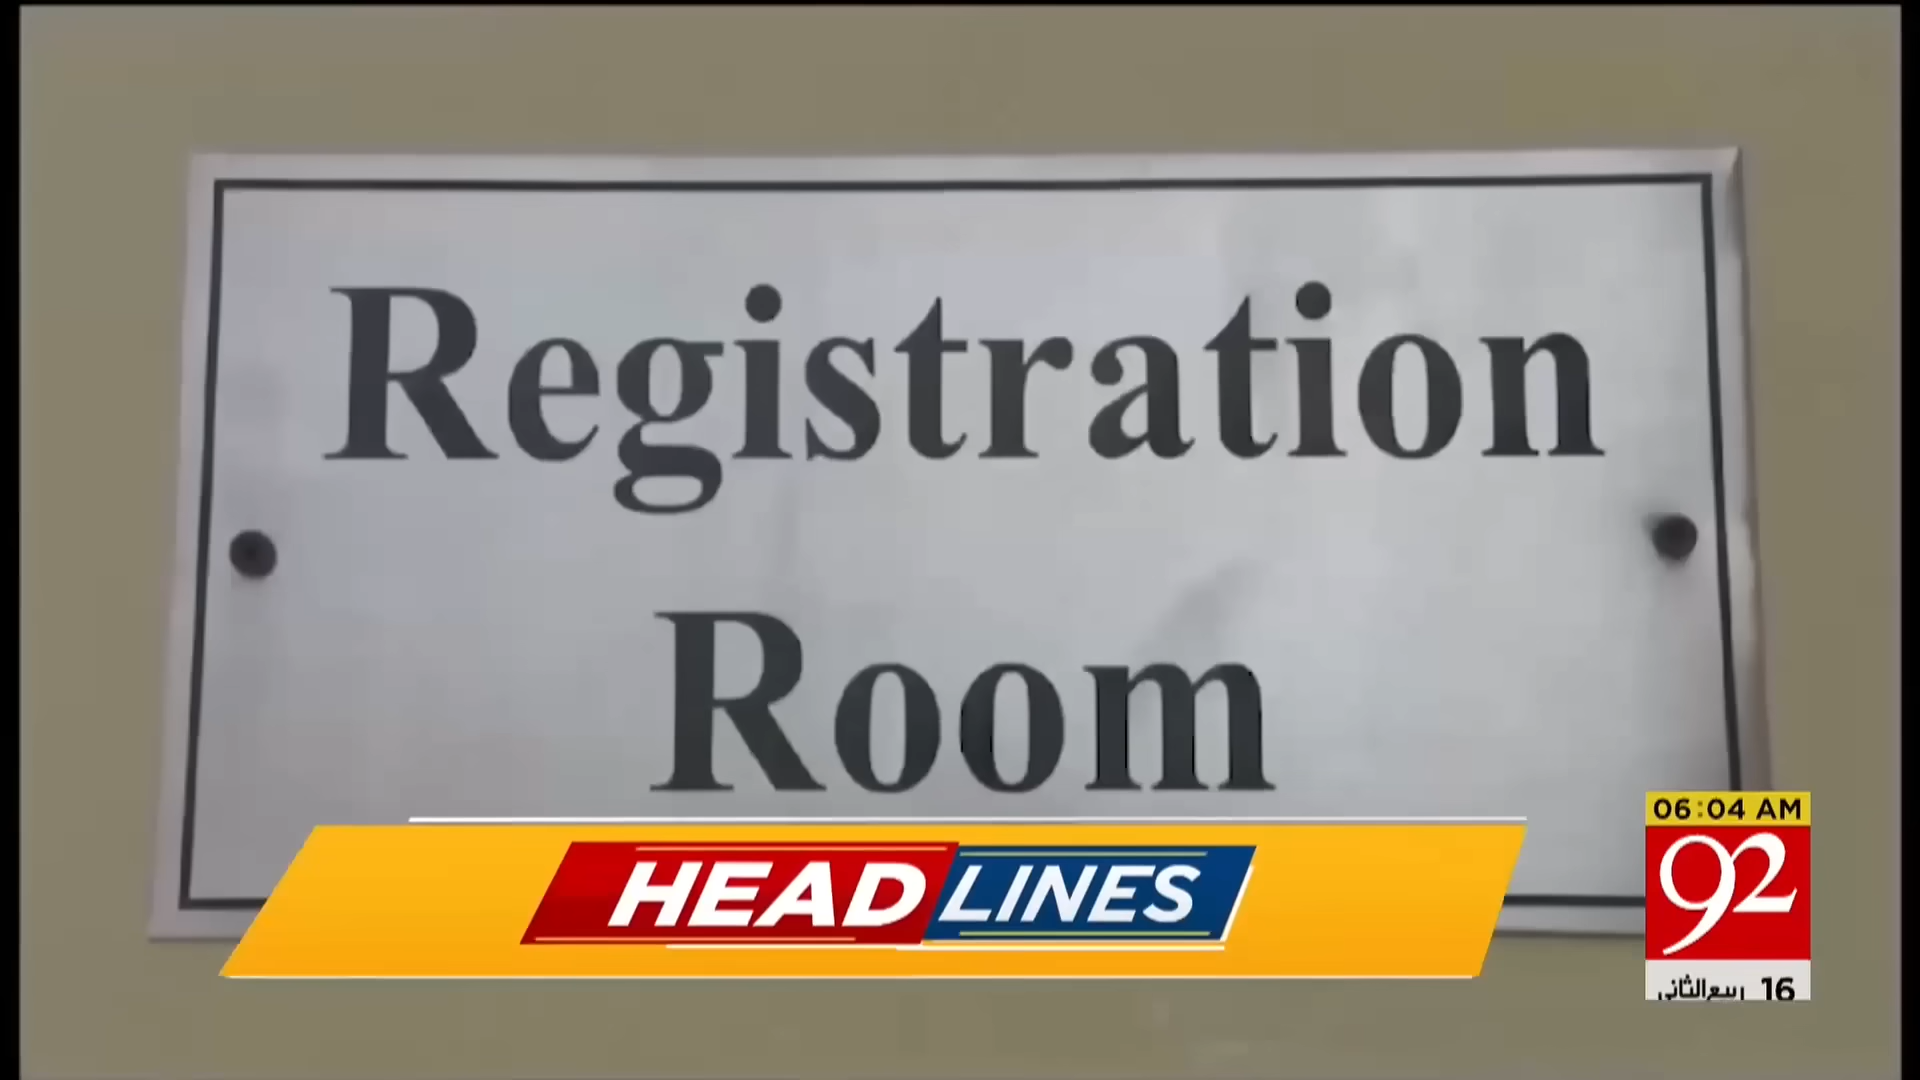 Registration
Room
HEADLINES
06:04 AM
92
16 ربیع الثانی